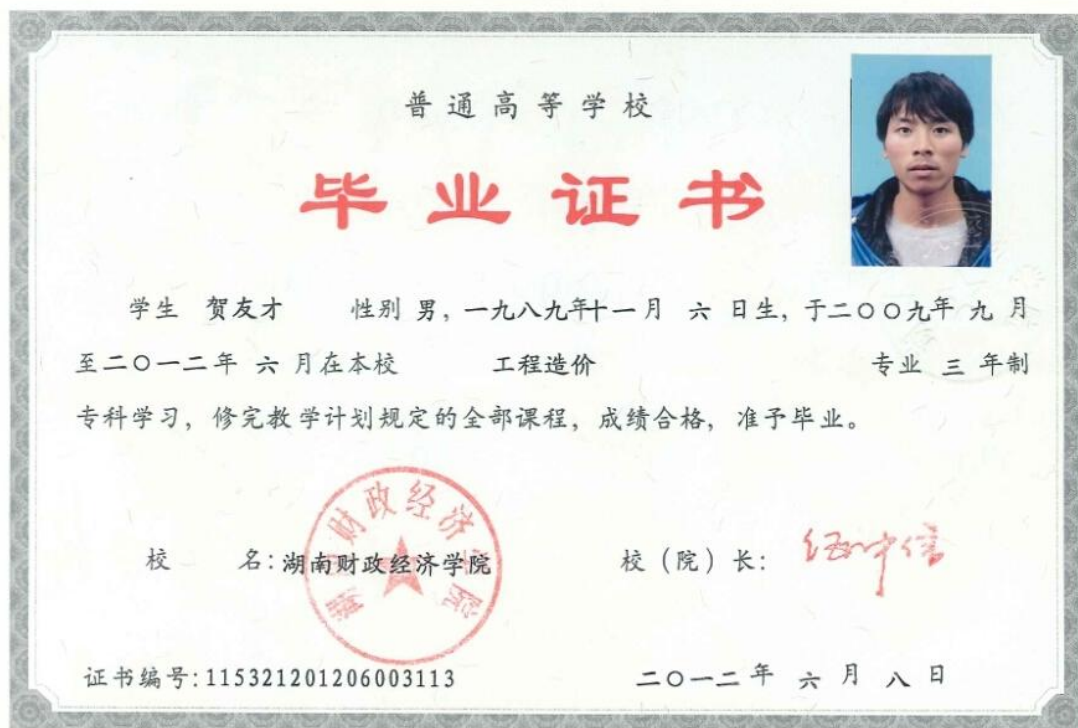 普通高等学校
毕业证书
学生 贺友才 性别 男，一九八九年十一月 六 日生，于二〇〇九年 九 月
至二〇一二年 六 月在本校 工程造价 专业 三 年制
专科学习，修完教学计划规定的全部课程，成绩合格，准予毕业。
湖南财政经济学院
校 名：湖南财政经济学院 校（院）长：
证书编号：115321201206003113 二〇一二年 六 月 八 日